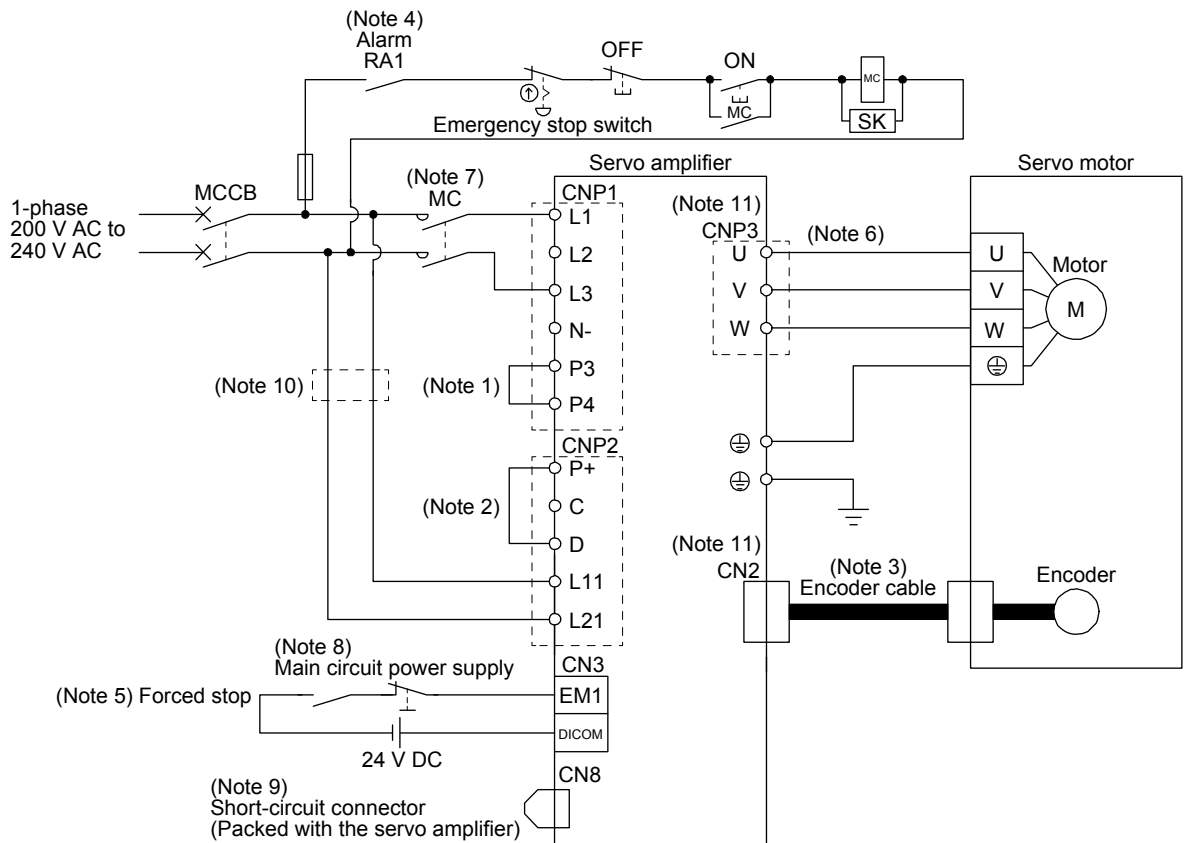 (Note 4)
Alarm
RA1
OFF
ON
MC
MC
SK
Emergency stop switch
Servo amplifier
Servo motor
1-phase
200 V AC to
240 V AC
MCCB
(Note 7)
MC
CNP1
L1
L2
L3
N-
P3
P4
(Note 10)
(Note 1)
CNP2
P+
C
D
L11
L21
(Note 2)
(Note 11)
CNP3
U
V
W
(Note 6)
U
V
W
Motor
M
(Note 11)
CN2
(Note 3)
Encoder cable
Encoder
(Note 8)
Main circuit power supply
(Note 5) Forced stop
24 V DC
CN3
EM1
DICOM
CN8
(Note 9)
Short-circuit connector
(Packed with the servo amplifier)